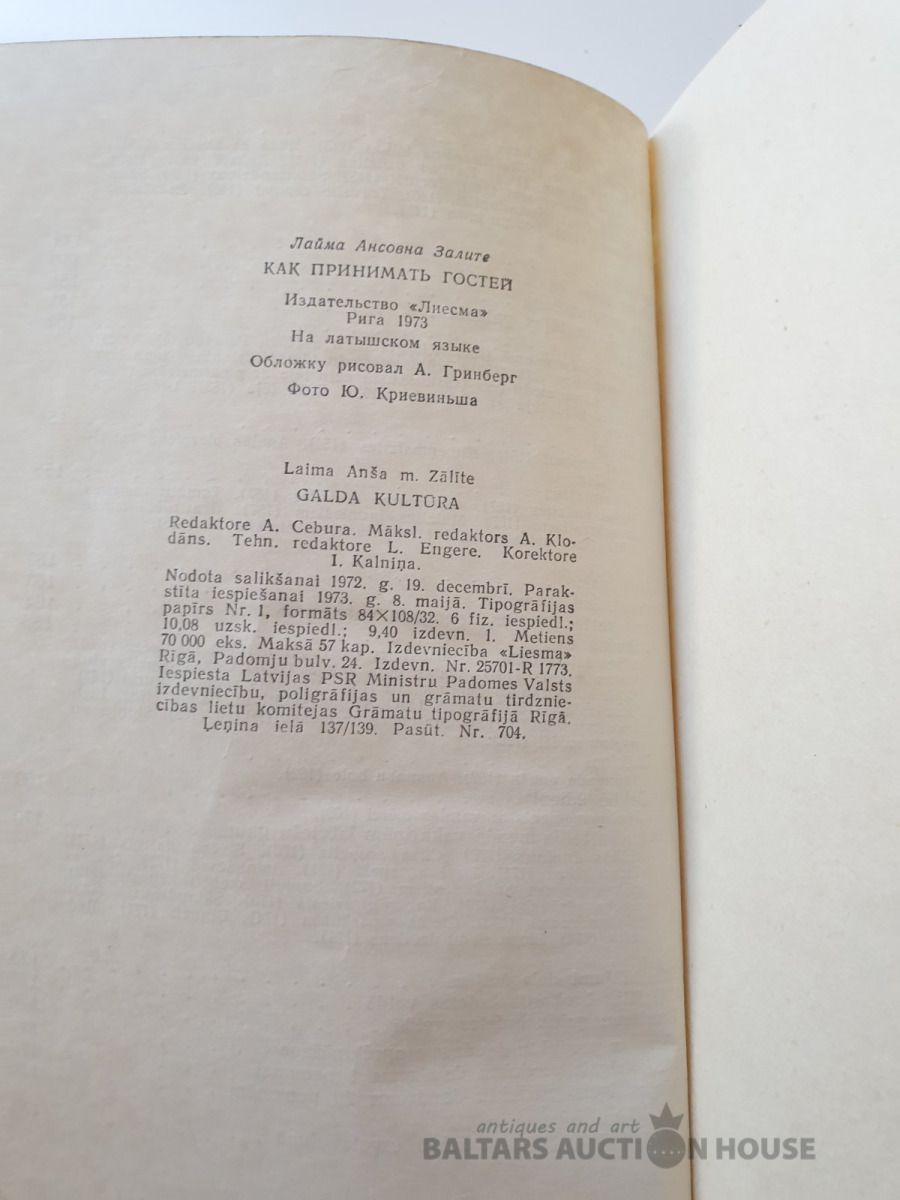 Лайма Ансовна Залите
КАК ПРИНИМАТЬ ГОСТЕЙ
Издательство «Лиесма»
Рига 1973
На латышском языке
Обложку рисовал А. Гринберг
Фото Ю. Криевиньша
Laima Anša m. Zālīte
GALDA KULTŪRA
Redaktore A. Cebura. Māksl. redaktors A. Klo-
dāns. Tehn. redaktore L. Engere. Korektore
I. Kalniņa.
Nodota salikšanai 1972. g. 19. decembrī. Parak-
stīta iespiešanai 1973. g. 8. maijā. Tipogrāfijas
papīrs Nr. 1, formāts 84×108/32. 6 fiz. iespiedl.;
10,08 uzsk. iespiedl.; 9,40 izdevn. l. Metiens
70 000 eks. Maksā 57 kap. Izdevniecība «Liesma»
Rīgā, Padomju bulv. 24. Izdevn. Nr. 25701-R 1773.
Iespiesta Latvijas PSR Ministru Padomes Valsts
izdevniecību, poligrāfijas un grāmatu tirdznie-
cības lietu komitejas Grāmatu tipogrāfijā Rīgā.
Ļeņina ielā 137/139. Pasūt. Nr. 704.
antiques and art
BALTARS AUCTION HOUSE